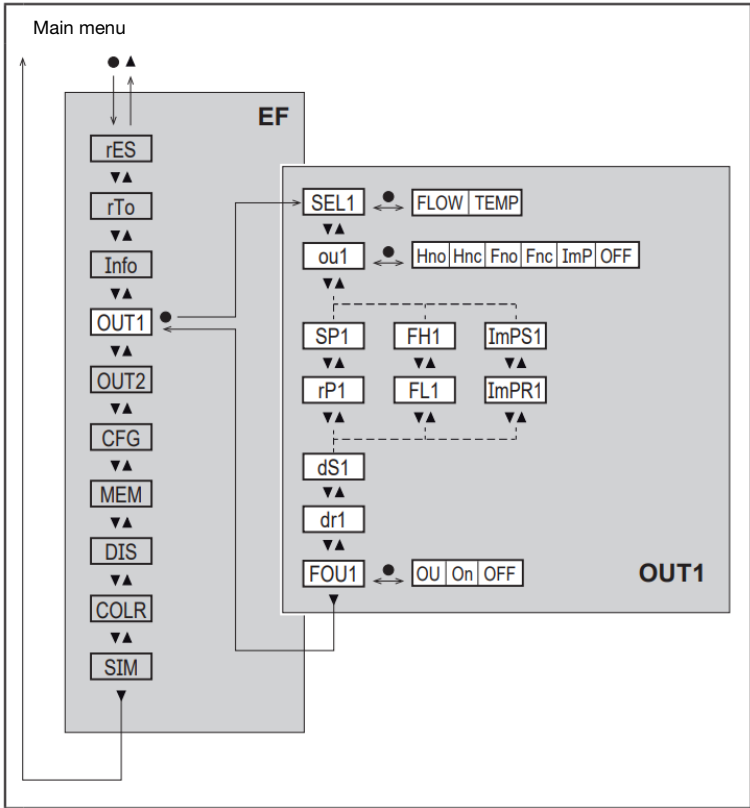 Main menu
EF
rES
rTo
Info
OUT1
OUT2
CFG
MEM
DIS
COLR
SIM
SEL1 FLOW TEMP
ou1 Hno Hnc Fno Fnc ImP OFF
SP1 FH1 ImPS1
rP1 FL1 ImPR1
dS1
dr1
FOU1 OU On OFF
OUT1